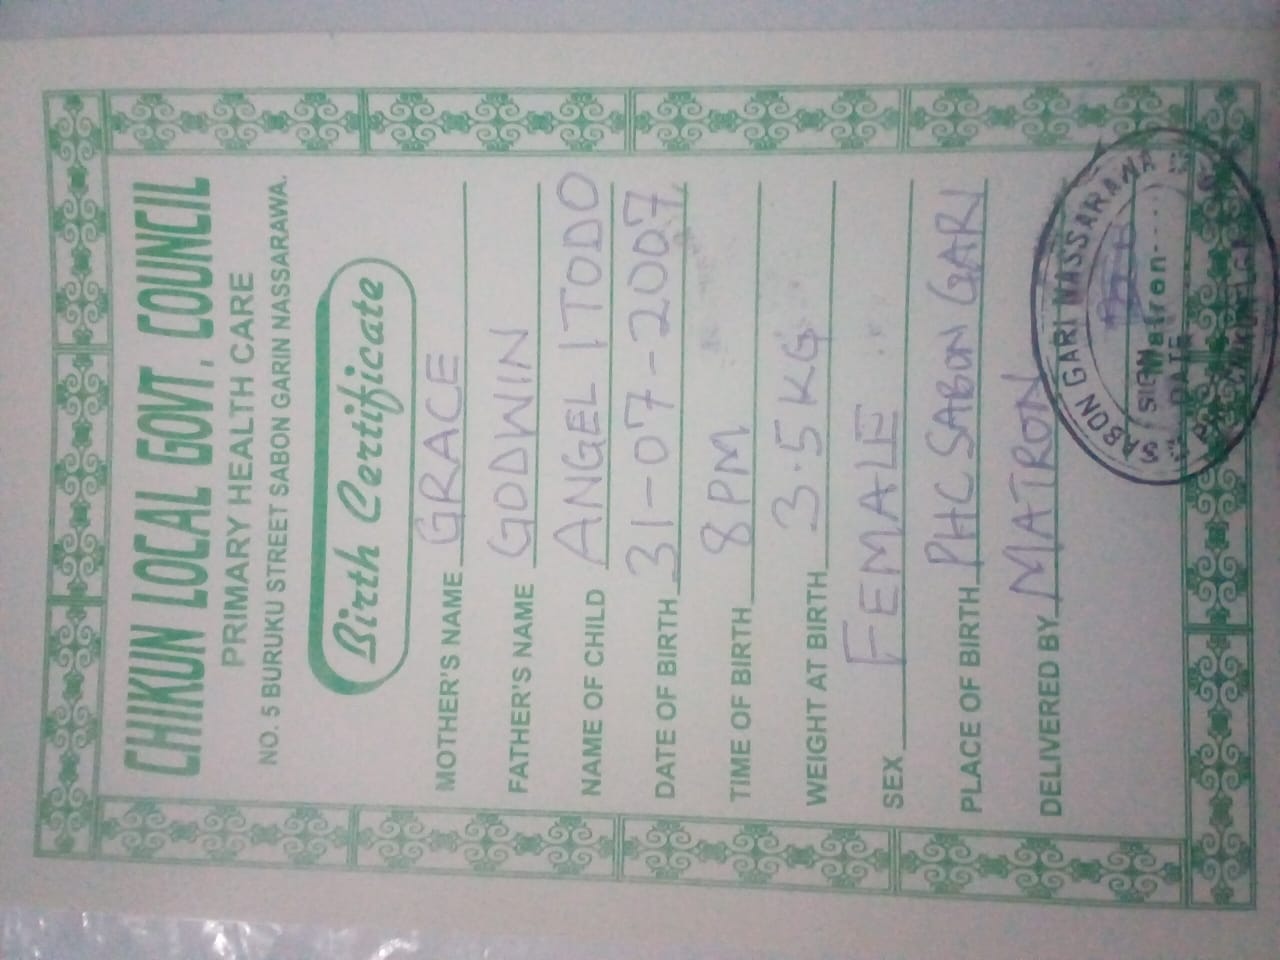 CHIKUN LOCAL GOVT. COUNCIL
PRIMARY HEALTH CARE
NO. 5 BURUKU STREET SABON GARIN NASSARAWA.
Birth Certificate
MOTHER'S NAME GRACE
FATHER'S NAME GODWIN
NAME OF CHILD ANGEL ITODO
DATE OF BIRTH 31-07-2007
TIME OF BIRTH 8PM
WEIGHT AT BIRTH 3.5KG
SEX FEMALE
PLACE OF BIRTH PHC SABON GARI
DELIVERED BY MATRON
SABON GARI NASSARAWA
SIGN
Matron
DATE
CHIKUN LGA